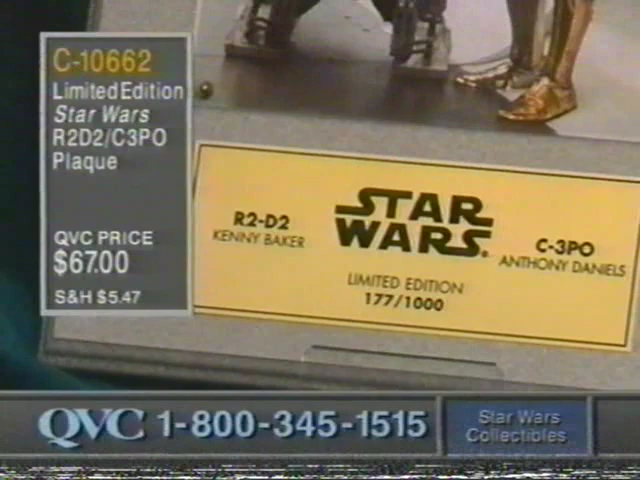 C-10662
Limited Edition
Star Wars
R2D2/C3PO
Plaque
QVC PRICE
$67.00
S&H $5.47
R2-D2
KENNY BAKER
STAR
WARS.
C-3PO
ANTHONY DANIELS
LIMITED EDITION
177/1000
QVC 1-800-345-1515
Star Wars
Collectibles